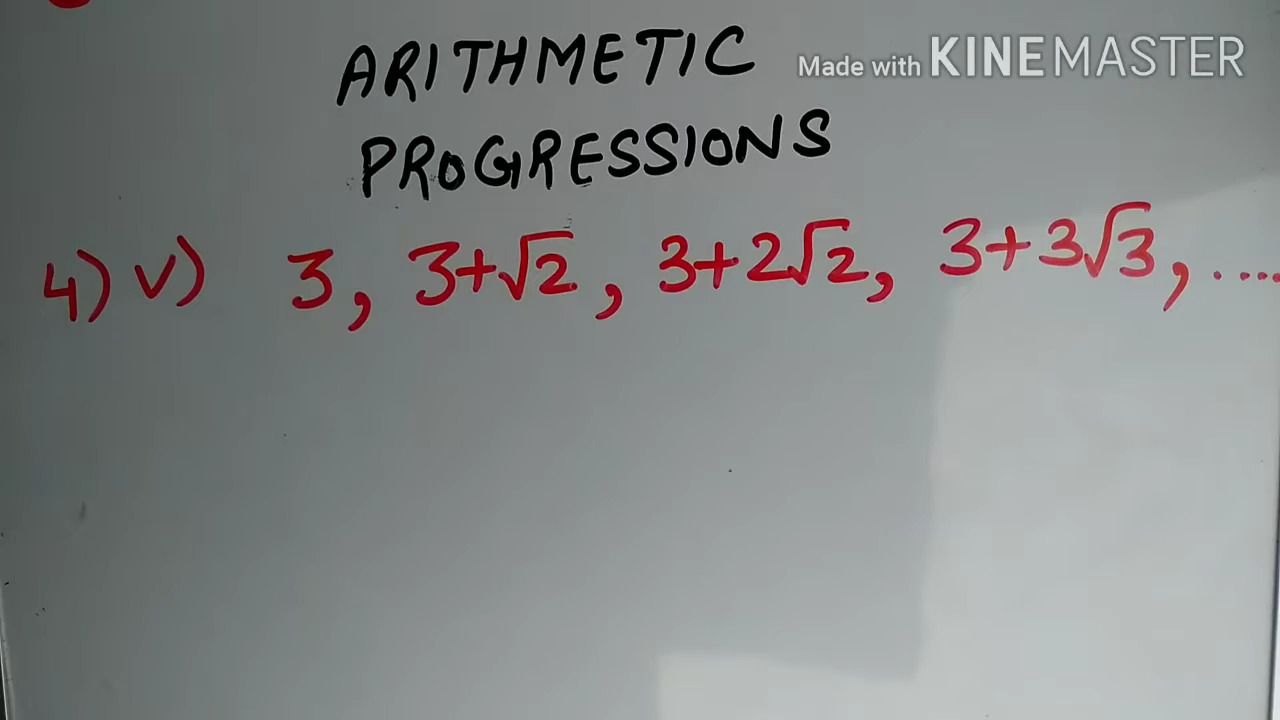 Made with KINEMASTER
ARITHMETIC
PROGRESSIONS
4) v) 3, 3+√2, 3+2√2, 3+3√3, ....